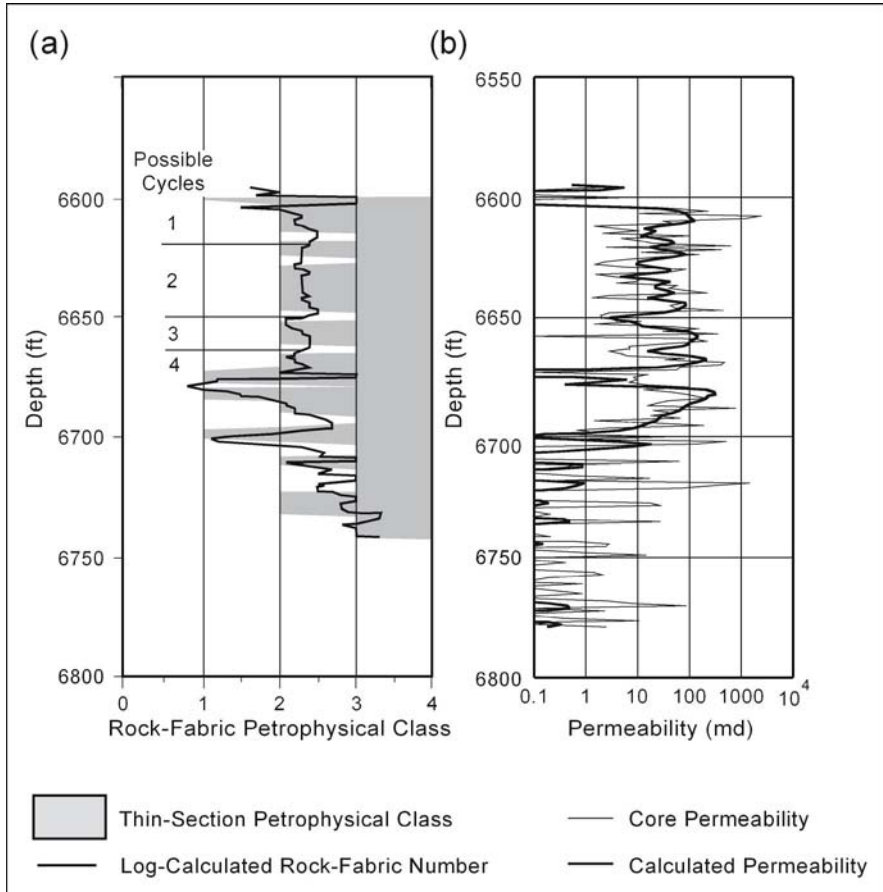 (a)
(b)
Possible
Cycles
1
2
3
4
Depth (ft)
6600
6650
6700
6750
6800
0 1 2 3 4
Rock-Fabric Petrophysical Class
Depth (ft)
6550
6600
6650
6700
6750
6800
0.1 1 10 100 1000 10⁴
Permeability (md)
Thin-Section Petrophysical Class
Log-Calculated Rock-Fabric Number
Core Permeability
Calculated Permeability